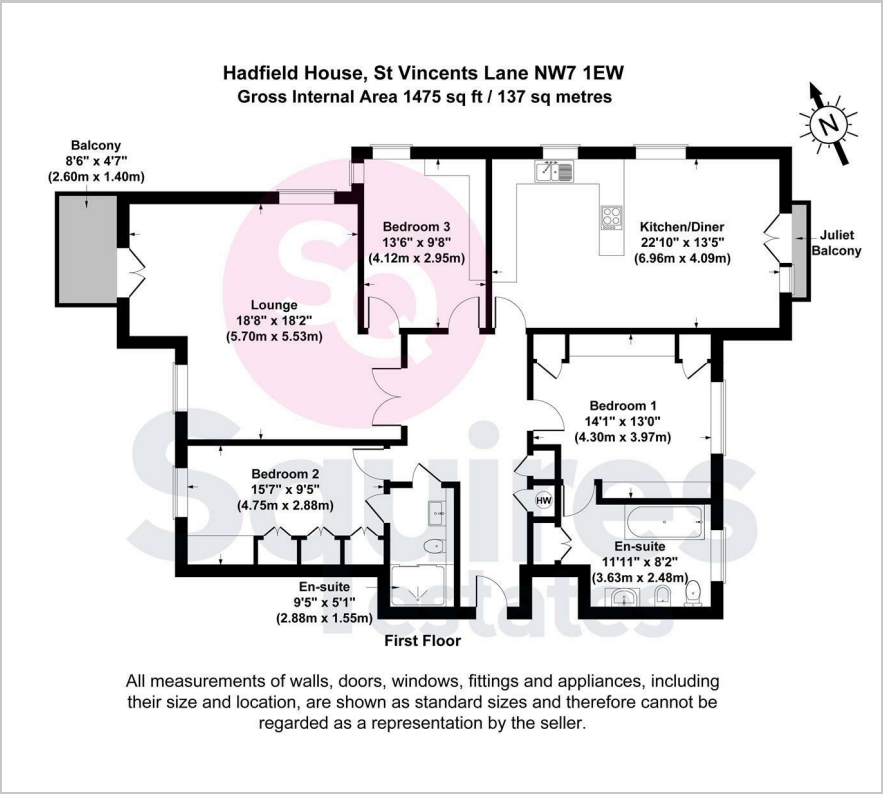 Hadfield House, St Vincents Lane NW7 1EW
Gross Internal Area 1475 sq ft / 137 sq metres
N
Balcony
8'6" x 4'7"
(2.60m x 1.40m)
Bedroom 3
13'6" x 9'8"
(4.12m x 2.95m)
Kitchen/Diner
22'10" x 13'5"
(6.96m x 4.09m)
Juliet
Balcony
Lounge
18'8" x 18'2"
(5.70m x 5.53m)
SQ
Squires
estates
Bedroom 1
14'1" x 13'0"
(4.30m x 3.97m)
Bedroom 2
15'7" x 9'5"
(4.75m x 2.88m)
HW
En-suite
11'11" x 8'2"
(3.63m x 2.48m)
En-suite
9'5" x 5'1"
(2.88m x 1.55m)
First Floor
All measurements of walls, doors, windows, fittings and appliances, including
their size and location, are shown as standard sizes and therefore cannot be
regarded as a representation by the seller.